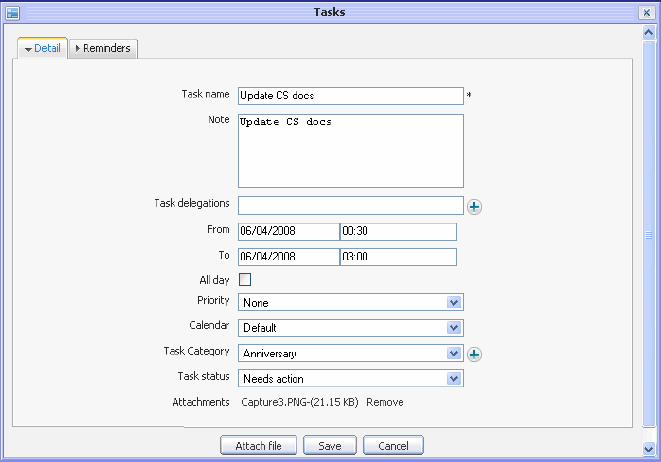 Tasks
Detail Reminders
Task name Update CS docs *
Note Update CS docs
Task delegations
From 06/04/2008 00:30
To 06/04/2008 03:00
All day
Priority None
Calendar Default
Task Category Anniversary
Task status Needs action
Attachments Capture3.PNG-(21.15 KB) Remove
Attach file Save Cancel